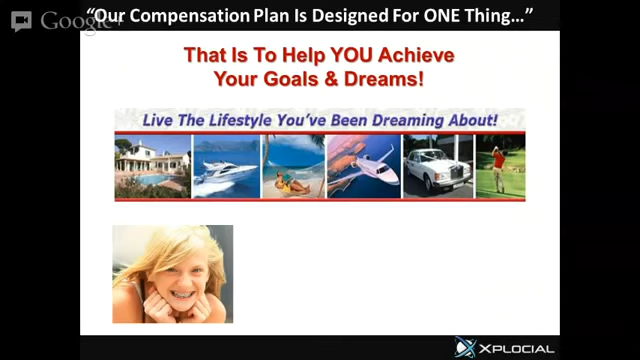 “Our Compensation Plan Is Designed For ONE Thing…”
Google+
That Is To Help YOU Achieve
Your Goals & Dreams!
Live The Lifestyle You've Been Dreaming About!
XPLOCIAL